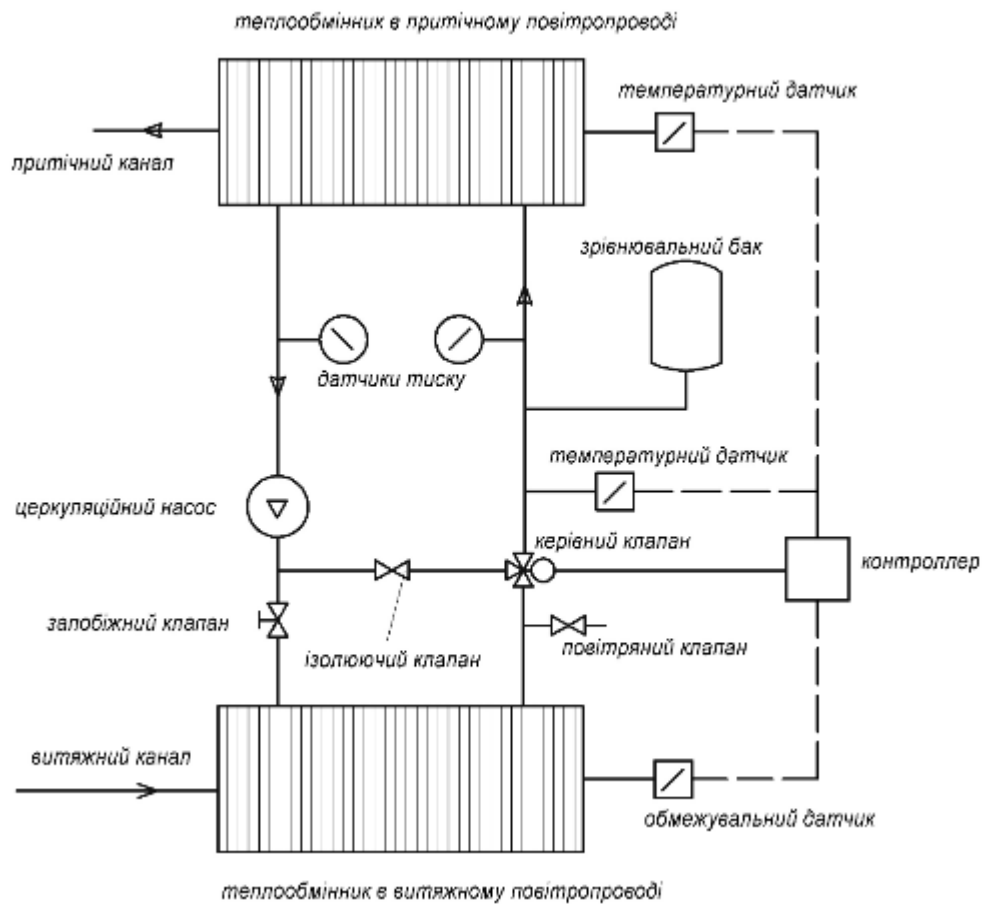 теплообмінник в притічному повітропроводі
температурний датчик
притічний канал
зрівнювальний бак
датчики тиску
температурний датчик
церкуляційний насос
керівний клапан
контроллер
запобіжний клапан
ізолюючий клапан
повітряний клапан
витяжний канал
обмежувальний датчик
теплообмінник в витяжному повітропроводі